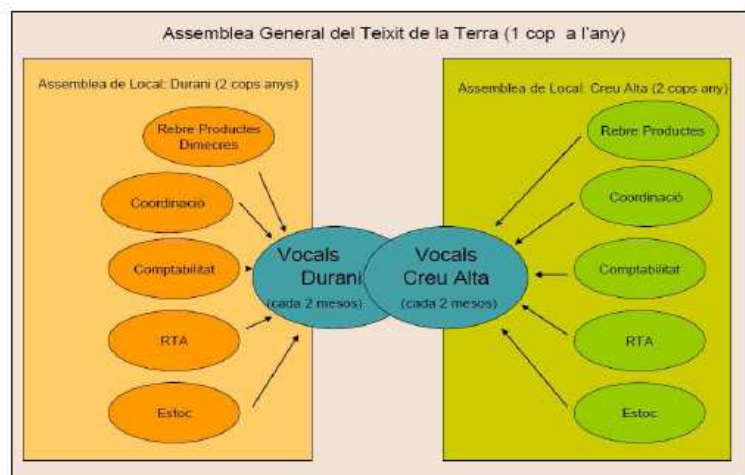 Assemblea General del Teixit de la Terra (1 cop a l'any)
Assemblea de Local: Durani (2 cops anys)
Rebre Productes
Dimecres
Coordinació
Comptabilitat
RTA
Estoc
Vocals
Durani
(cada 2 mesos)
Vocals
Creu Alta
(cada 2 mesos)
Assemblea de Local: Creu Alta (2 cops any)
Rebre Productes
Coordinació
Comptabilitat
RTA
Estoc